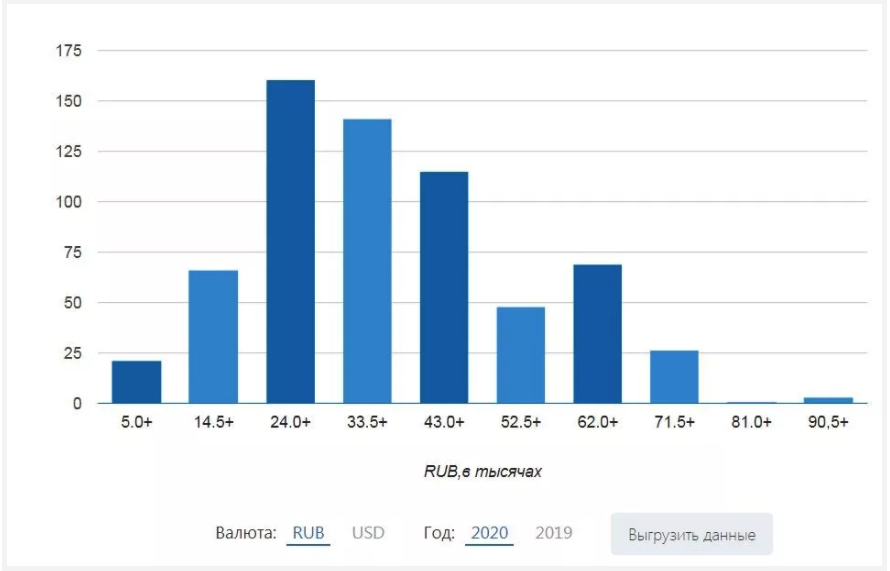 175
150
125
100
75
50
25
0
5.0+ 14.5+ 24.0+ 33.5+ 43.0+ 52.5+ 62.0+ 71.5+ 81.0+ 90,5+
RUB,в тысячах
Валюта: RUB USD Год: 2020 2019 Выгрузить данные